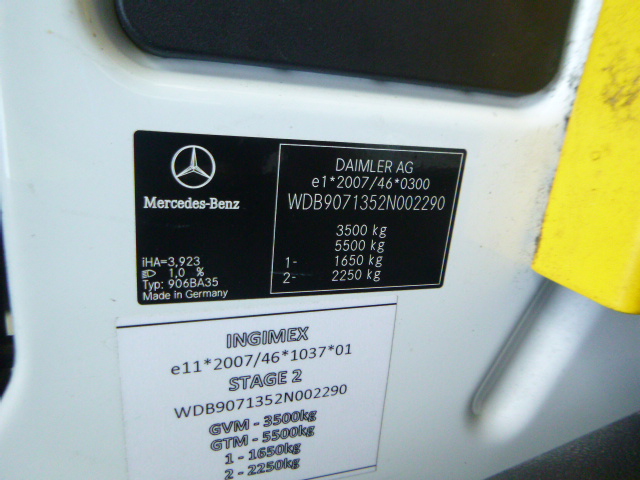 DAIMLER AG
e1*2007/46*0300
WDB9071352N002290
3500 kg
5500 kg
1- 1650 kg
2- 2250 kg
Mercedes-Benz
iHA=3,923
1,0 %
Typ: 906BA35
Made in Germany
INGIMEX
e11*2007/46*1037*01
STAGE 2
WDB9071352N002290
GVM - 3500kg
GTM - 5500kg
1 - 1650kg
2 - 2250kg